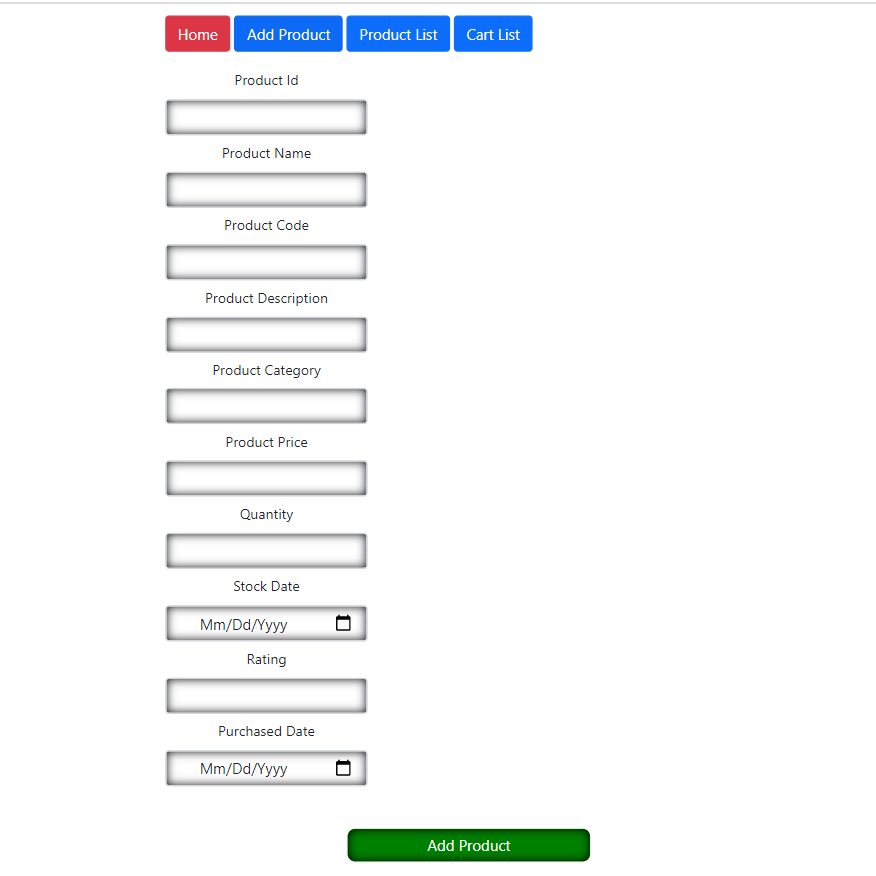 Home Add Product Product List Cart List
Product Id
Product Name
Product Code
Product Description
Product Category
Product Price
Quantity
Stock Date
Mm/Dd/Yyyy
Rating
Purchased Date
Mm/Dd/Yyyy
Add Product